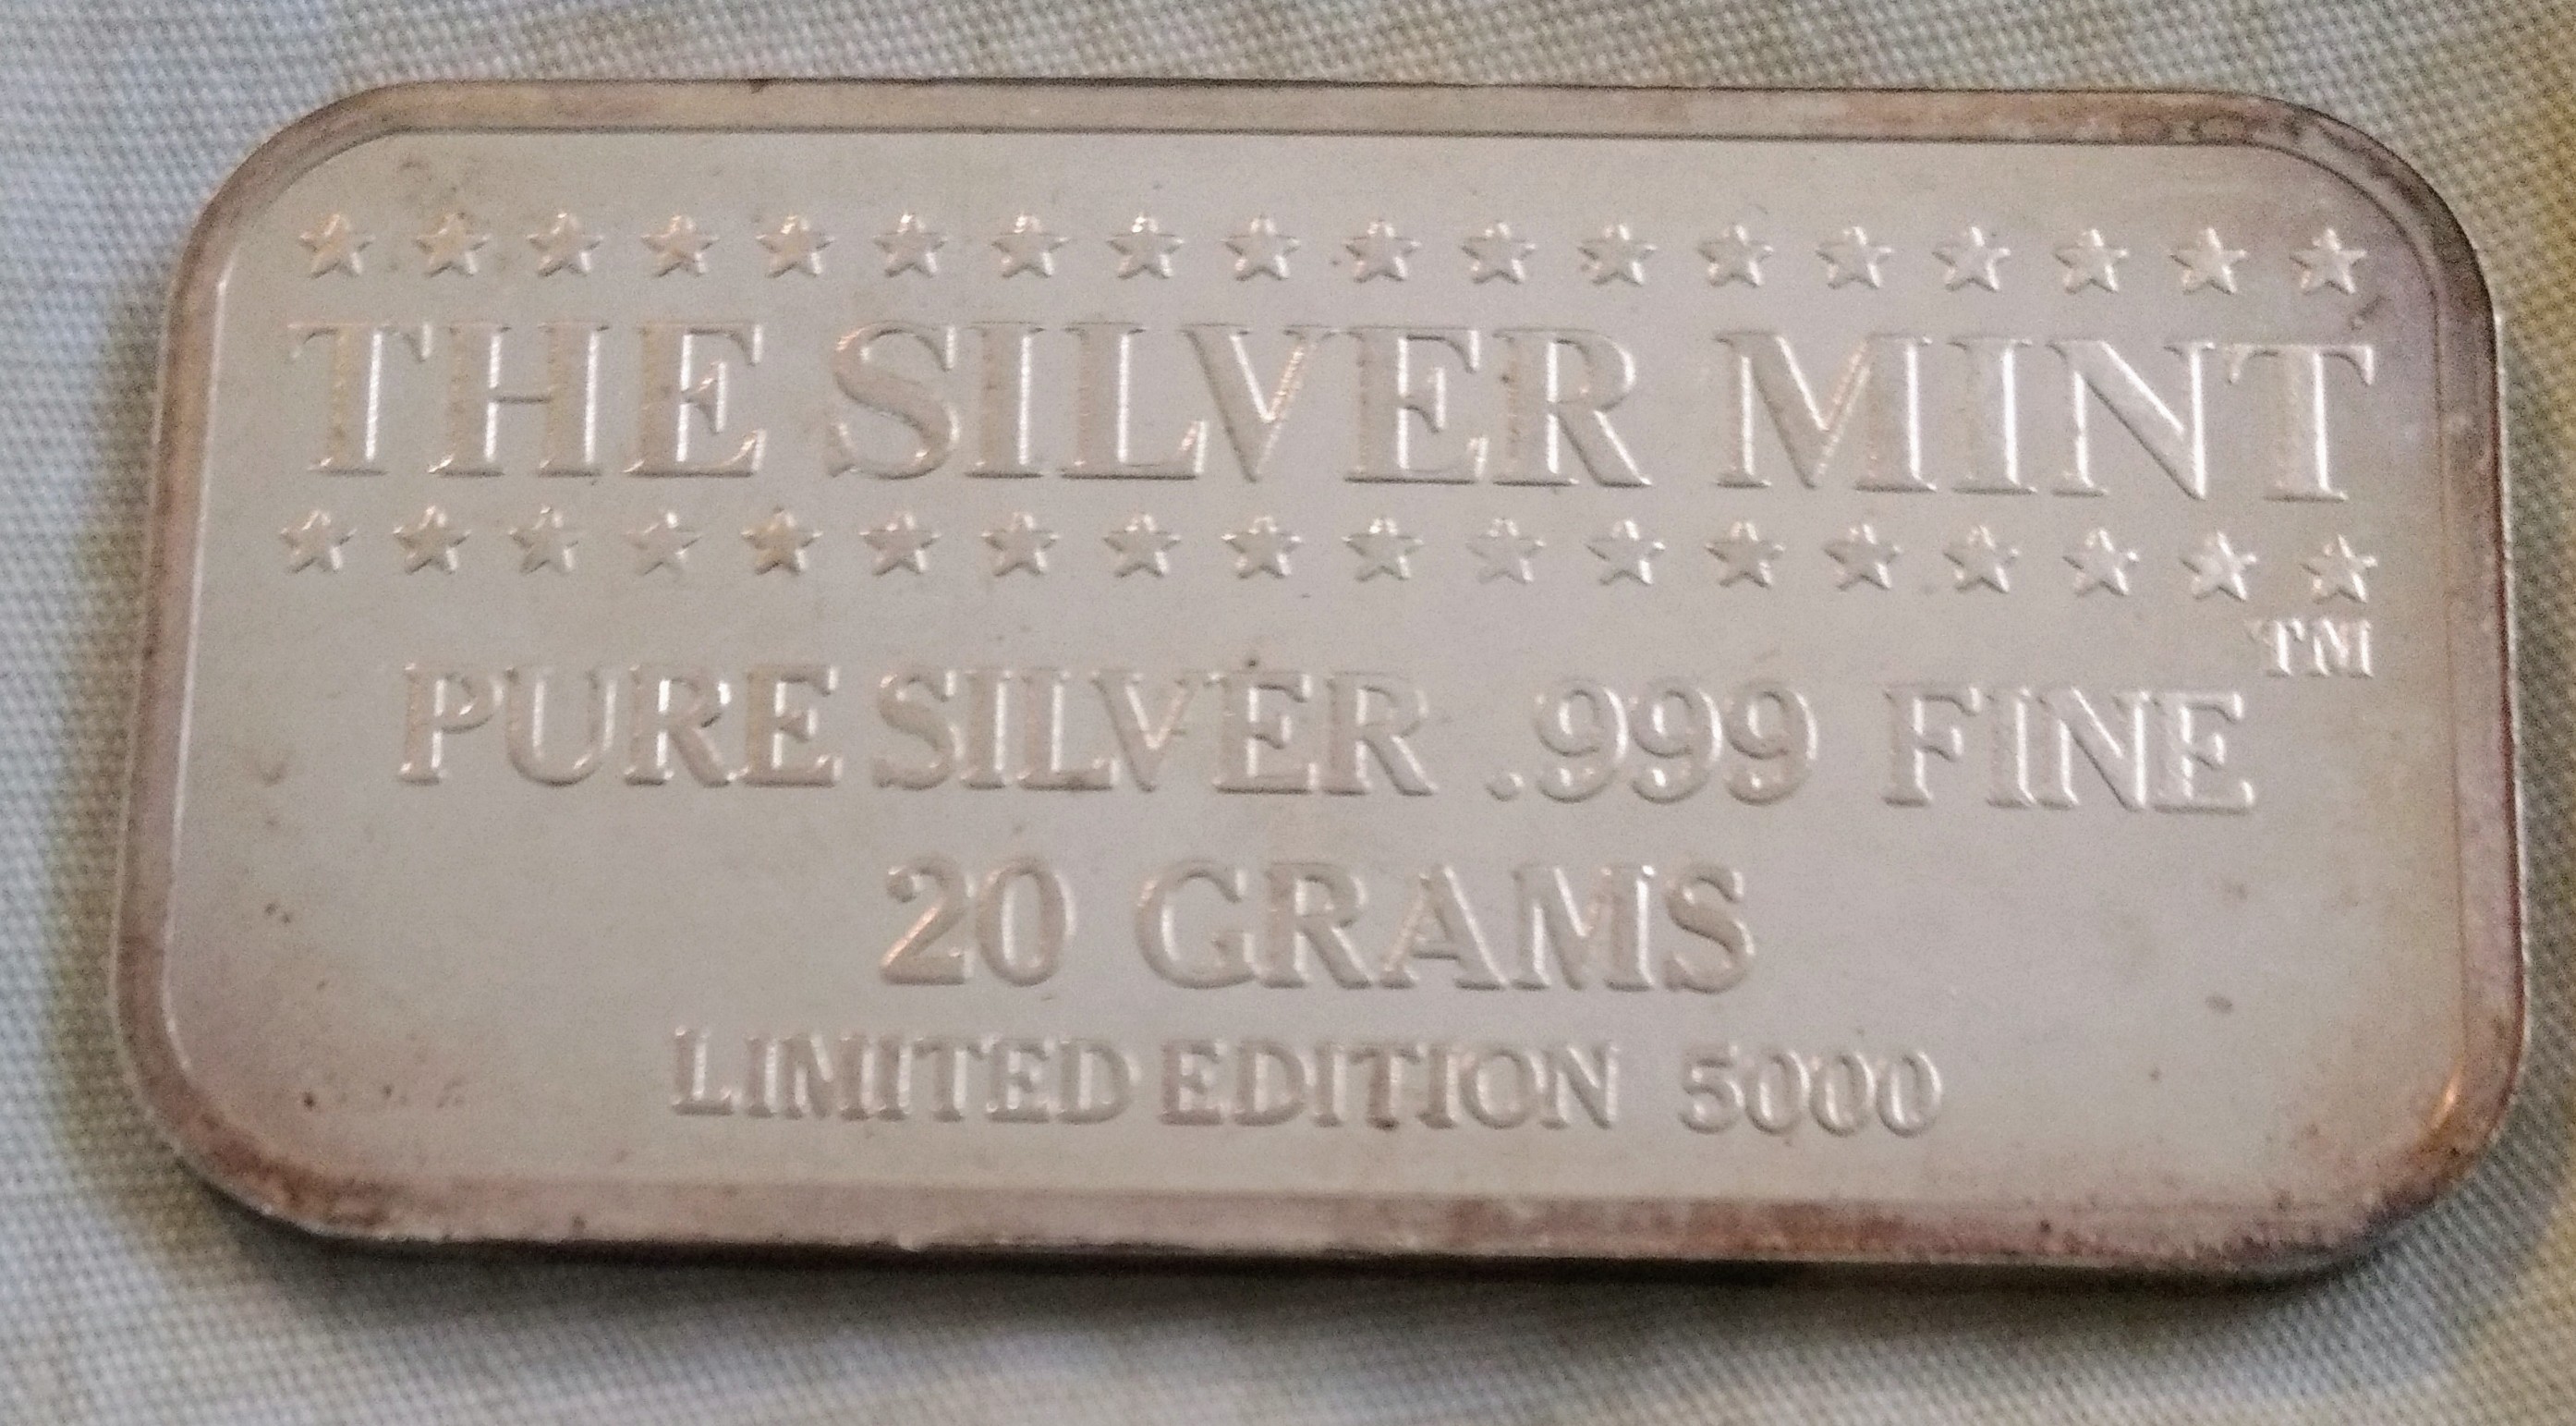 THE SILVER MINT
TM
PURE SILVER .999 FINE
20 GRAMS
LIMITED EDITION 5000